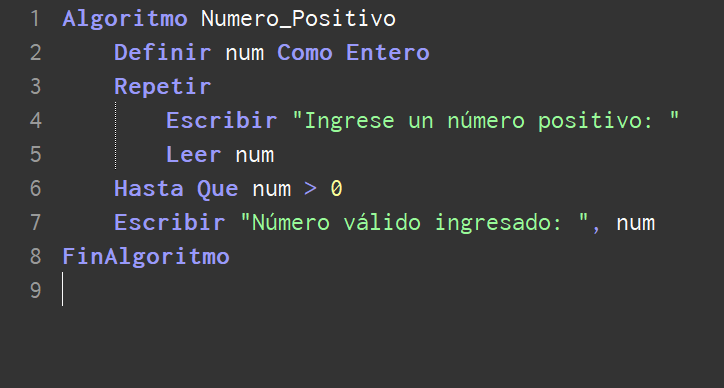 1 Algoritmo Numero_Positivo
2 Definir num Como Entero
3 Repetir
4 Escribir "Ingrese un número positivo: "
5 Leer num
6 Hasta Que num > 0
7 Escribir "Número válido ingresado: ", num
8 FinAlgoritmo
9